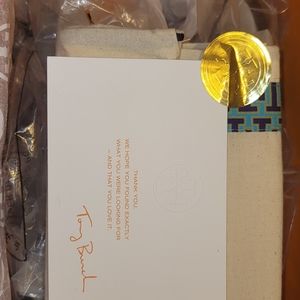 THANK YOU.
WE HOPE YOU FOUND EXACTLY
WHAT YOU WERE LOOKING FOR
– AND THAT YOU LOVE IT.
Tory Burch